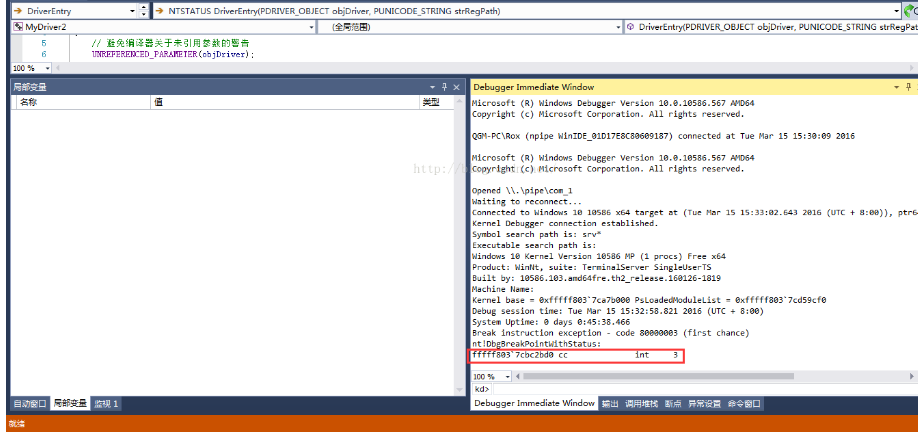 DriverEntry
NTSTATUS DriverEntry(PDRIVER_OBJECT objDriver, PUNICODE_STRING strRegPath)
MyDriver2
(全局范围)
DriverEntry(PDRIVER_OBJECT objDriver, PUNICODE_STRING strRegPath
5 // 避免编译器关于未引用参数的警告
6 UNREFERENCED_PARAMETER(objDriver);
100 %
局部变量
名称 值 类型
Debugger Immediate Window
Microsoft (R) Windows Debugger Version 10.0.10586.567 AMD64
Copyright (c) Microsoft Corporation. All rights reserved.
QGM-PC\Rox (npipe WinIDE_01D17E8C80609187) connected at Tue Mar 15 15:30:09 2016
Microsoft (R) Windows Debugger Version 10.0.10586.567 AMD64
Copyright (c) Microsoft Corporation. All rights reserved.
http://
Opened \\.\pipe\com_1
Waiting to reconnect...
Connected to Windows 10 10586 x64 target at (Tue Mar 15 15:33:02.643 2016 (UTC + 8:00)), ptr64
Kernel Debugger connection established.
Symbol search path is: srv*
Executable search path is:
Windows 10 Kernel Version 10586 MP (1 procs) Free x64
Product: WinNt, suite: TerminalServer SingleUserTS
Built by: 10586.103.amd64fre.th2_release.160126-1819
Machine Name:
Kernel base = 0xfffff803`7ca7b000 PsLoadedModuleList = 0xfffff803`7cd59cf0
Debug session time: Tue Mar 15 15:32:58.821 2016 (UTC + 8:00)
System Uptime: 0 days 0:45:38.466
Break instruction exception - code 80000003 (first chance)
nt!DbgBreakPointWithStatus:
fffff803`7cbc2bd0 cc int 3
100 %
kd>
自动窗口 局部变量 监视 1
Debugger Immediate Window 输出 调用堆栈 断点 异常设置 命令窗口
就绪